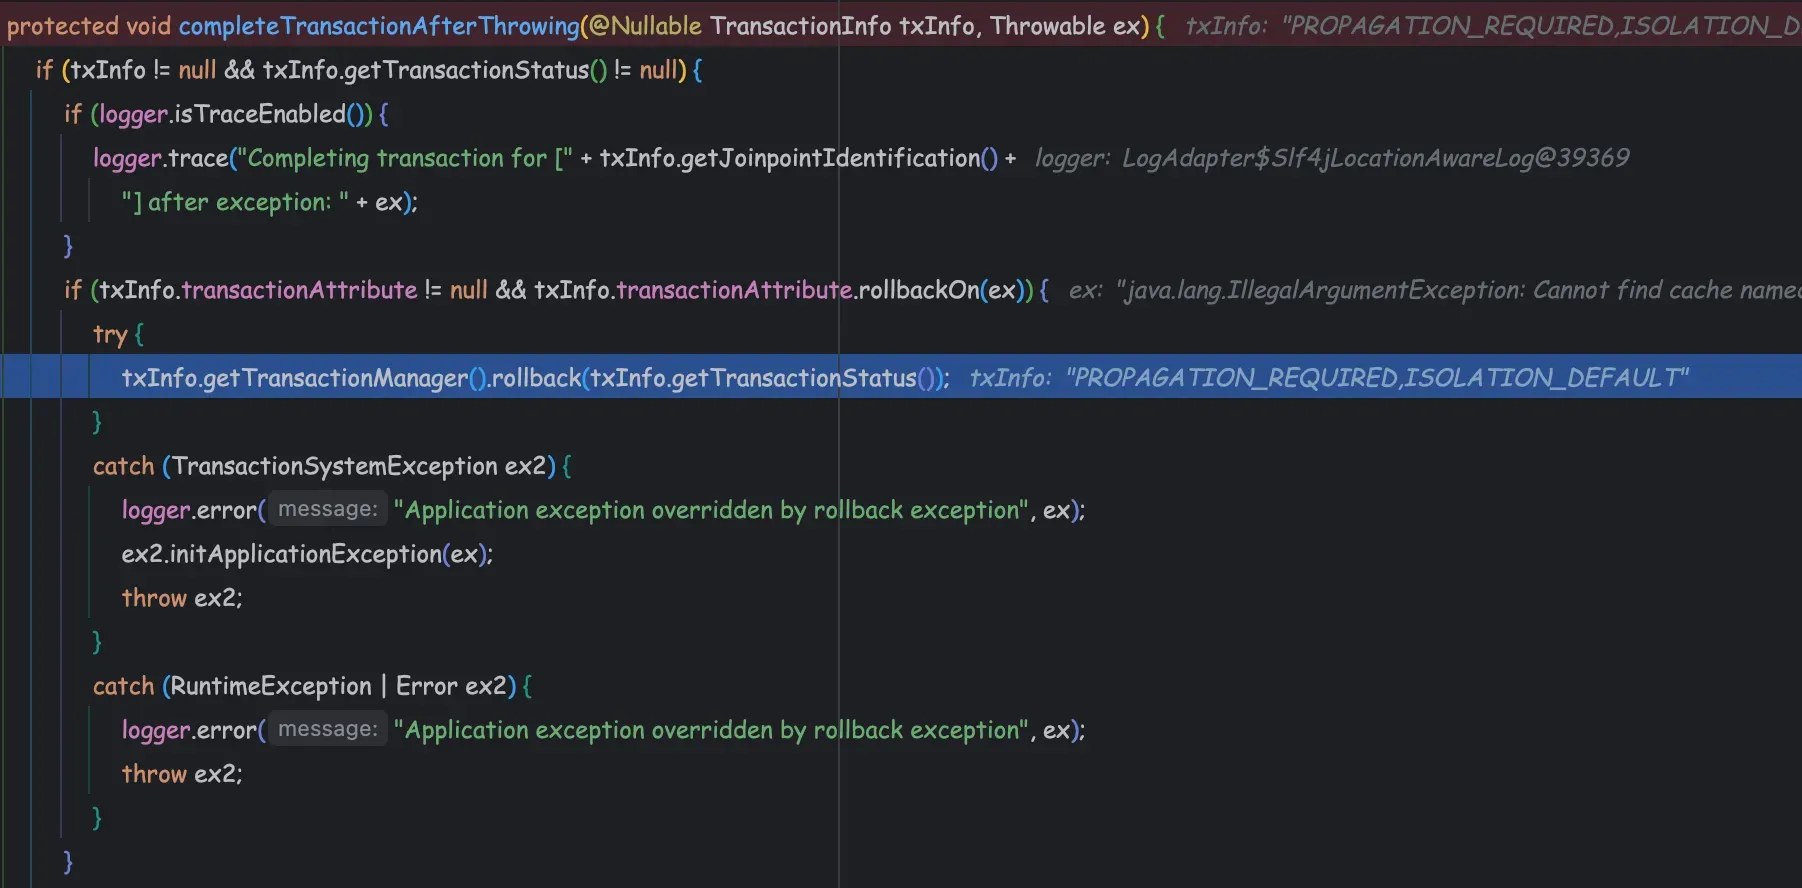 protected void completeTransactionAfterThrowing(@Nullable TransactionInfo txInfo, Throwable ex) {   txInfo: "PROPAGATION_REQUIRED,ISOLATION_D
if (txInfo != null && txInfo.getTransactionStatus() != null) {
if (logger.isTraceEnabled()) {
logger.trace("Completing transaction for [" + txInfo.getJoinpointIdentification() +   logger: LogAdapter$Slf4jLocationAwareLog@39369
"] after exception: " + ex);
}
if (txInfo.transactionAttribute != null && txInfo.transactionAttribute.rollbackOn(ex)) {   ex: "java.lang.IllegalArgumentException: Cannot find cache named
try {
txInfo.getTransactionManager().rollback(txInfo.getTransactionStatus());   txInfo: "PROPAGATION_REQUIRED,ISOLATION_DEFAULT"
}
catch (TransactionSystemException ex2) {
logger.error( message: "Application exception overridden by rollback exception", ex);
ex2.initApplicationException(ex);
throw ex2;
}
catch (RuntimeException | Error ex2) {
logger.error( message: "Application exception overridden by rollback exception", ex);
throw ex2;
}
}